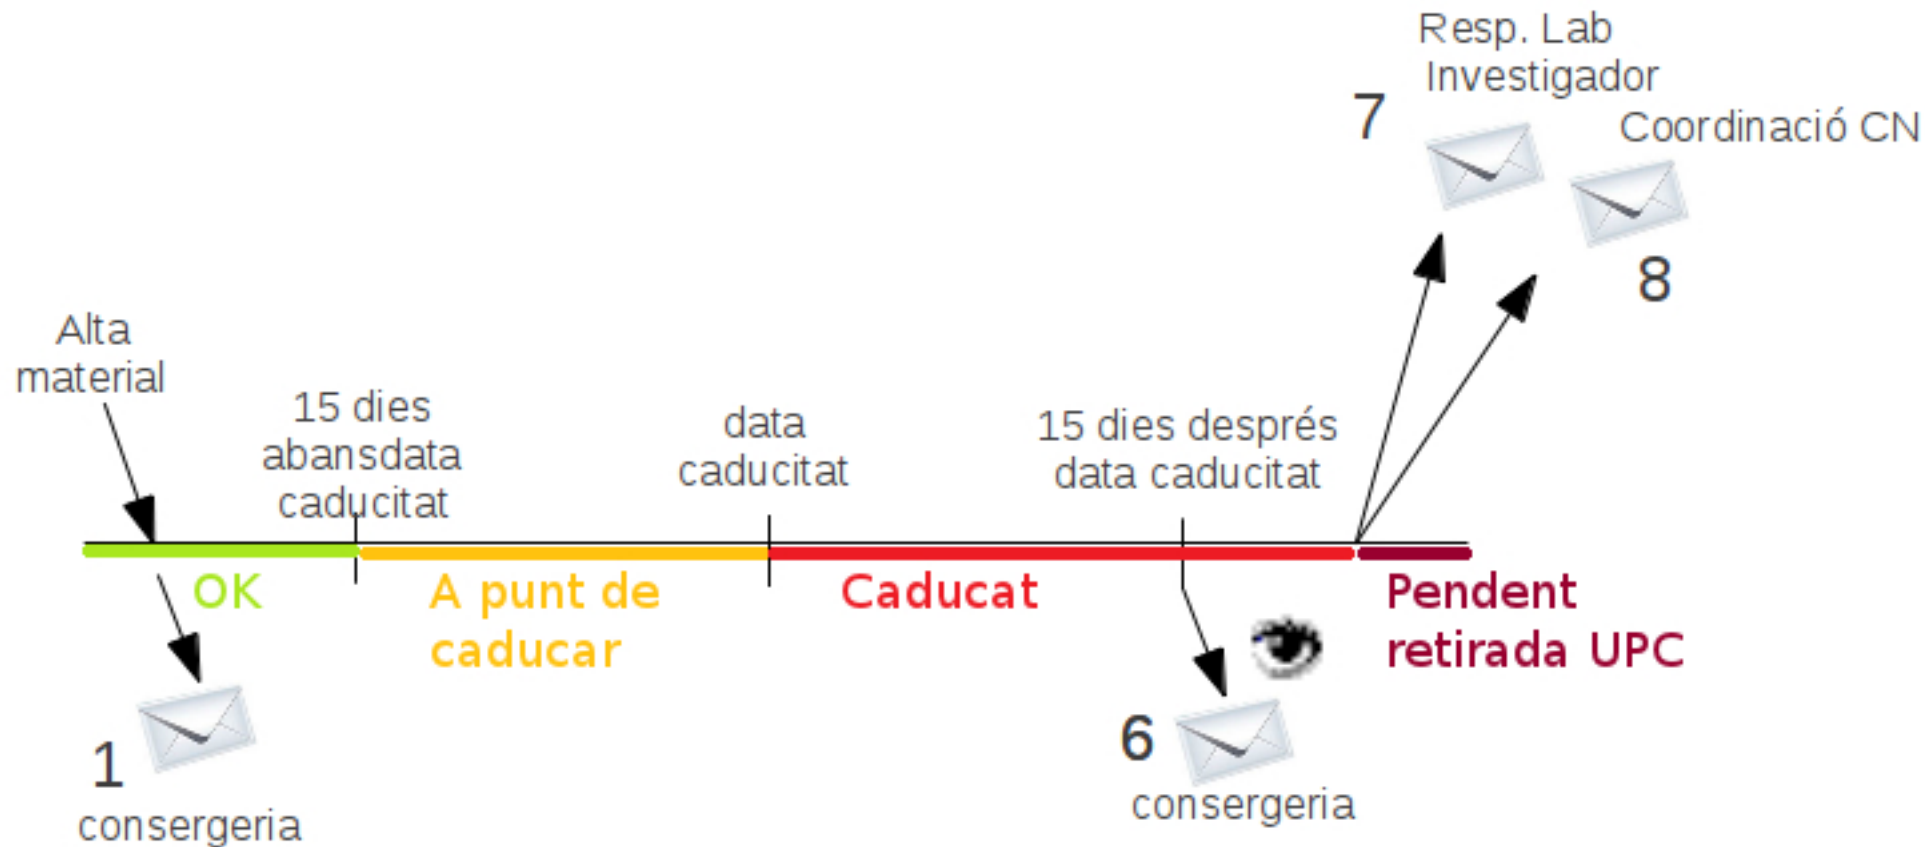 Resp. Lab
Investigador
7
Coordinació CN
8
Alta
material
15 dies
abansdata
caducitat
data
caducitat
15 dies després
data caducitat
OK
A punt de
caducar
Caducat
Pendent
retirada UPC
1
consergeria
6
consergeria